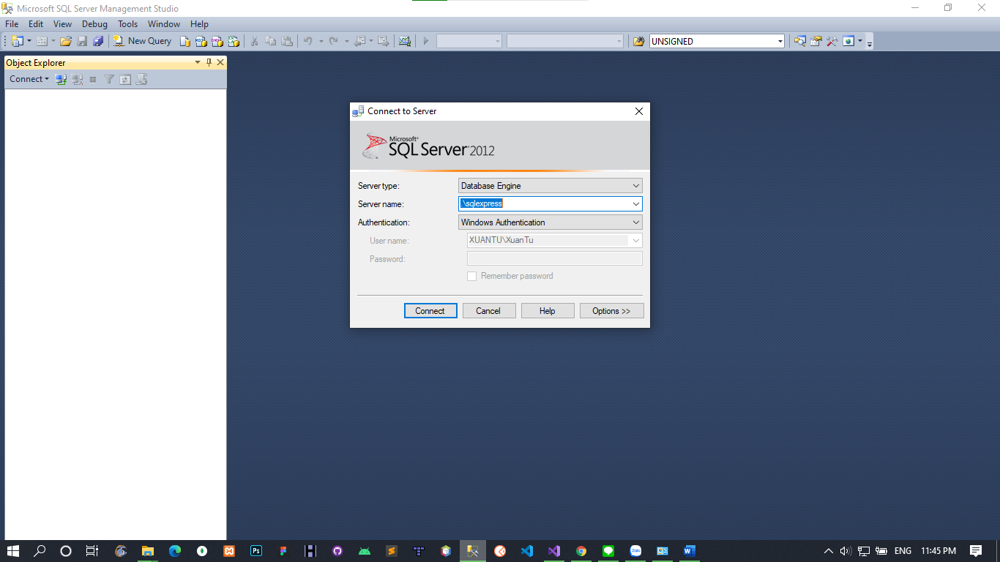 Microsoft SQL Server Management Studio
File Edit View Debug Tools Window Help
New Query
UNSIGNED
Object Explorer
Connect
Connect to Server
Microsoft®
SQL Server 2012
Server type: Database Engine
Server name: .\sqlexpress
Authentication: Windows Authentication
User name: XUANTU\XuanTu
Password:
Remember password
Connect Cancel Help Options >>
ENG 11:45 PM